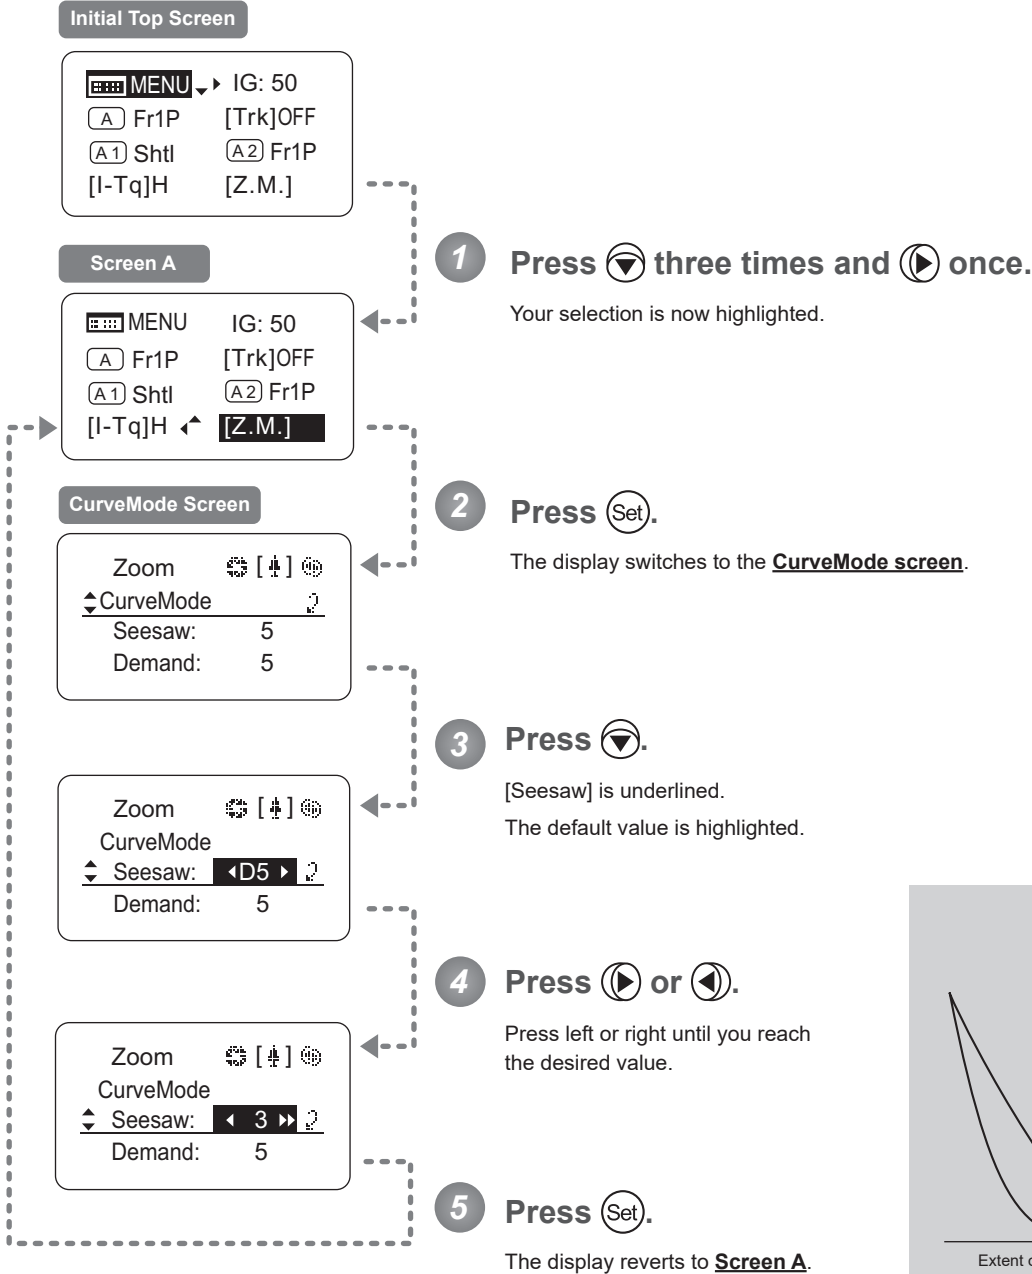 Initial Top Screen
MENU IG: 50
A Fr1P [Trk]OFF
A1 Shtl A2 Fr1P
[I-Tq]H [Z.M.]
1 Press three times and once.
Your selection is now highlighted.
Screen A
MENU IG: 50
A Fr1P [Trk]OFF
A1 Shtl A2 Fr1P
[I-Tq]H [Z.M.]
2 Press Set.
The display switches to the CurveMode screen.
CurveMode Screen
Zoom [ ]
CurveMode
Seesaw: 5
Demand: 5
3 Press .
[Seesaw] is underlined.
The default value is highlighted.
Zoom [ ]
CurveMode
Seesaw: D5
Demand: 5
4 Press or .
Press left or right until you reach
the desired value.
Zoom [ ]
CurveMode
Seesaw: 3
Demand: 5
5 Press Set.
The display reverts to Screen A.
Extent